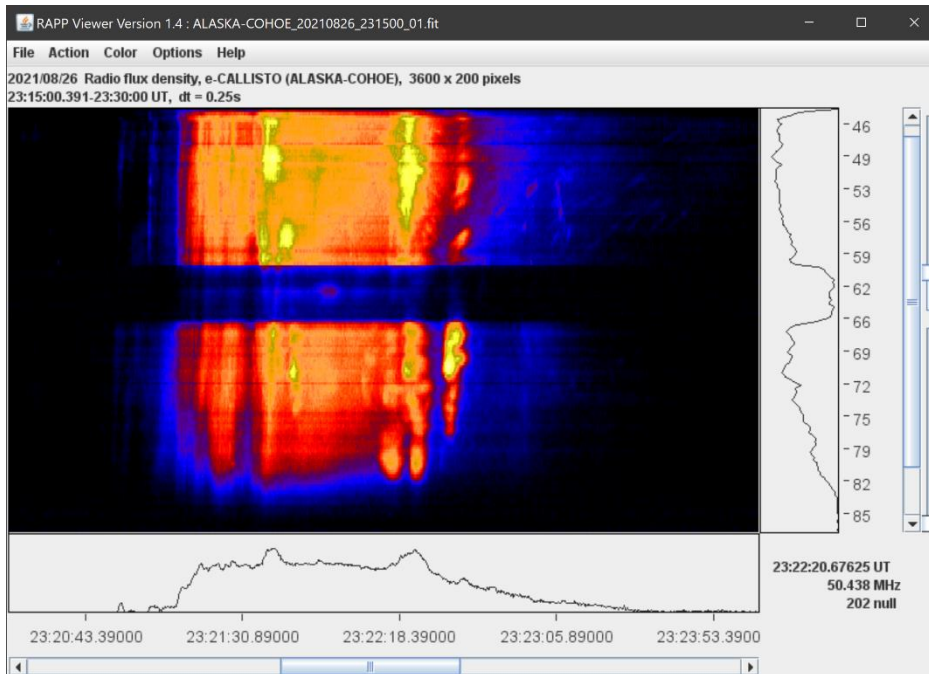 RAPP Viewer Version 1.4 : ALASKA-COHOE_20210826_231500_01.fit
File Action Color Options Help
2021/08/26 Radio flux density, e-CALLISTO (ALASKA-COHOE), 3600 x 200 pixels
23:15:00.391-23:30:00 UT, dt = 0.25s
46
49
53
56
59
62
66
69
72
75
79
82
85
23:22:20.67625 UT
50.438 MHz
202 null
23:20:43.39000 23:21:30.89000 23:22:18.39000 23:23:05.89000 23:23:53.3900